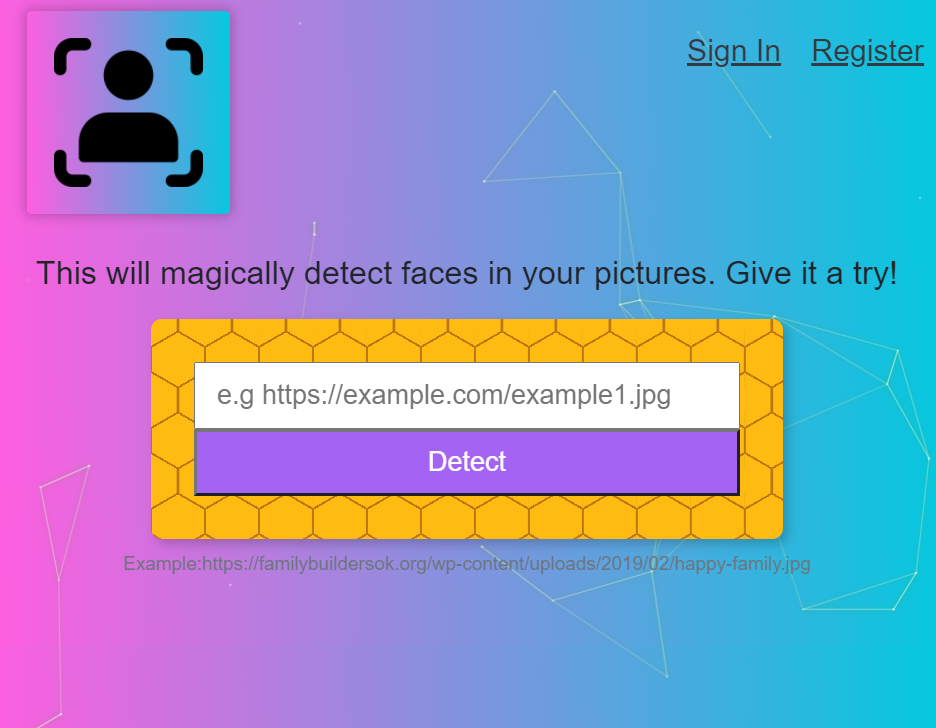 Sign In Register
This will magically detect faces in your pictures. Give it a try!
e.g https://example.com/example1.jpg
Detect
Example:https://familybuildersok.org/wp-content/uploads/2019/02/happy-family.jpg